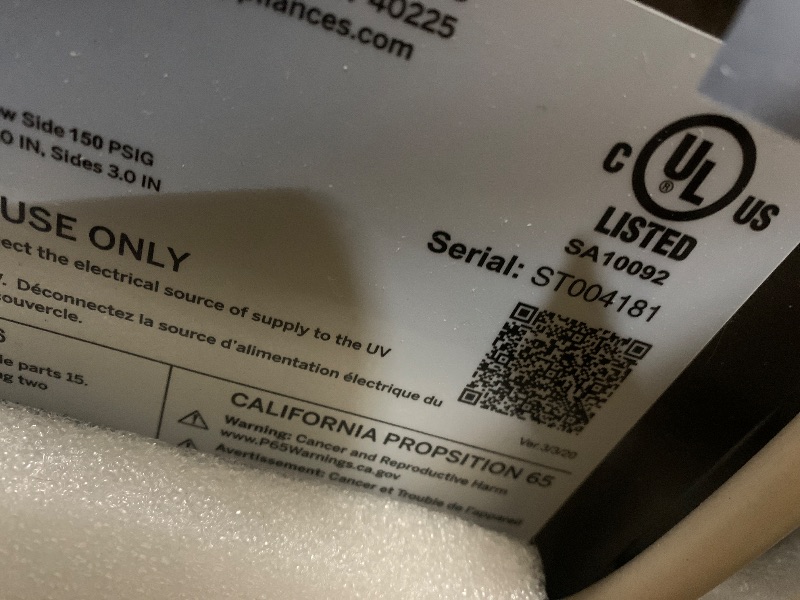 40225
pliances.com
w Side 150 PSIG
0 IN, Sides 3.0 IN
C UL ® US
LISTED
SA10092
Serial: ST004181
USE ONLY
ect the electrical source of supply to the UV
. Déconnectez la source d'alimentation électrique du
couvercle.
le parts 15.
ng two
CALIFORNIA PROPSITION 65
Warning: Cancer and Reproductive Harm
www.P65Warnings.ca.gov
Avertissement: Cancer et Trouble de l'appareil
Ver.3/3/20